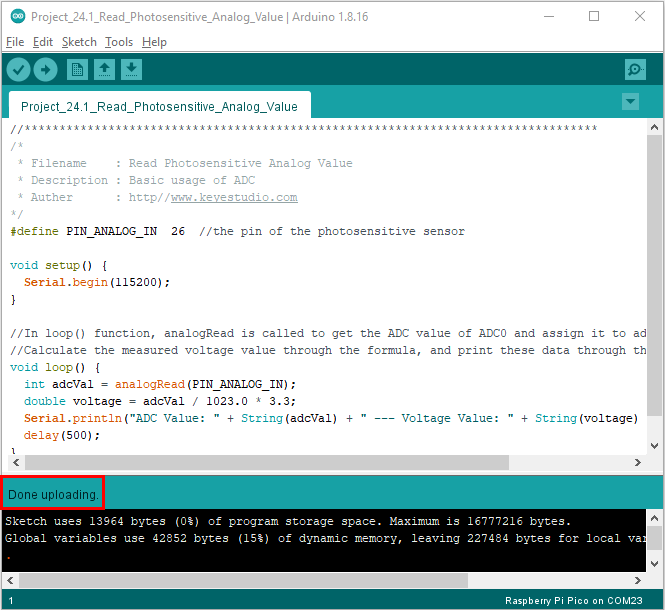 Project_24.1_Read_Photosensitive_Analog_Value | Arduino 1.8.16
File Edit Sketch Tools Help
Project_24.1_Read_Photosensitive_Analog_Value
//**********************************************************************************
/*
 * Filename    : Read Photosensitive Analog Value
 * Description : Basic usage of ADC
 * Auther      : http//www.keyestudio.com
*/
#define PIN_ANALOG_IN  26  //the pin of the photosensitive sensor
void setup() {
  Serial.begin(115200);
}
//In loop() function, analogRead is called to get the ADC value of ADC0 and assign it to ad
//Calculate the measured voltage value through the formula, and print these data through th
void loop() {
  int adcVal = analogRead(PIN_ANALOG_IN);
  double voltage = adcVal / 1023.0 * 3.3;
  Serial.println("ADC Value: " + String(adcVal) + " --- Voltage Value: " + String(voltage)
  delay(500);
}
Done uploading.
Sketch uses 13964 bytes (0%) of program storage space. Maximum is 16777216 bytes.
Global variables use 42852 bytes (15%) of dynamic memory, leaving 227484 bytes for local var
.
1 Raspberry Pi Pico on COM23